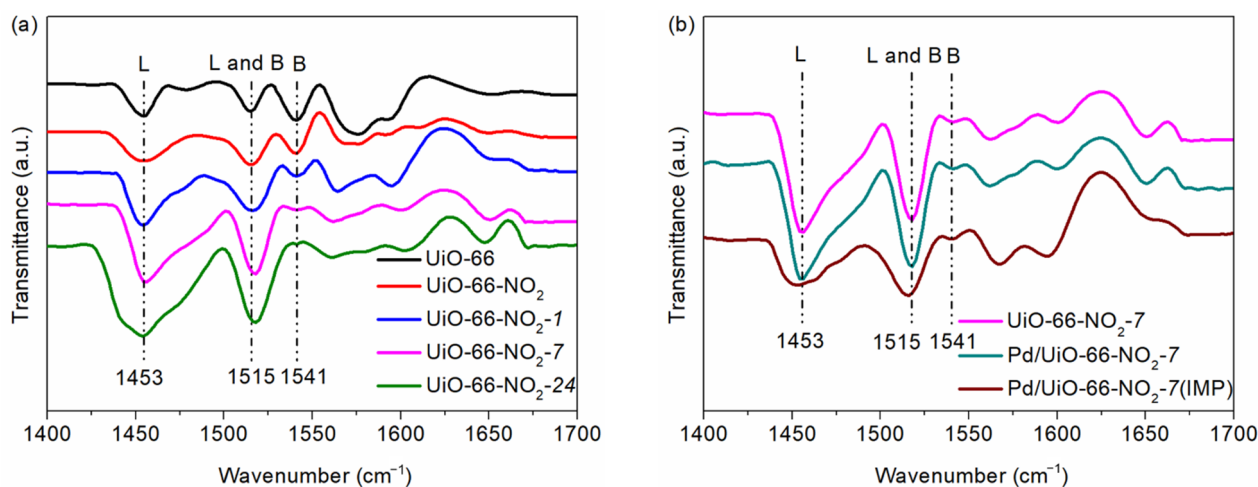 (a)
L
L and B
B
UiO-66
UiO-66-NO₂
UiO-66-NO₂-1
UiO-66-NO₂-7
UiO-66-NO₂-24
1453
1515
1541
Transmittance (a.u.)
1400
1450
1500
1550
1600
1650
1700
Wavenumber (cm⁻¹)
(b)
L
L and B
B
UiO-66-NO₂-7
Pd/UiO-66-NO₂-7
Pd/UiO-66-NO₂-7(IMP)
1453
1515
1541
Transmittance (a.u.)
1400
1450
1500
1550
1600
1650
1700
Wavenumber (cm⁻¹)